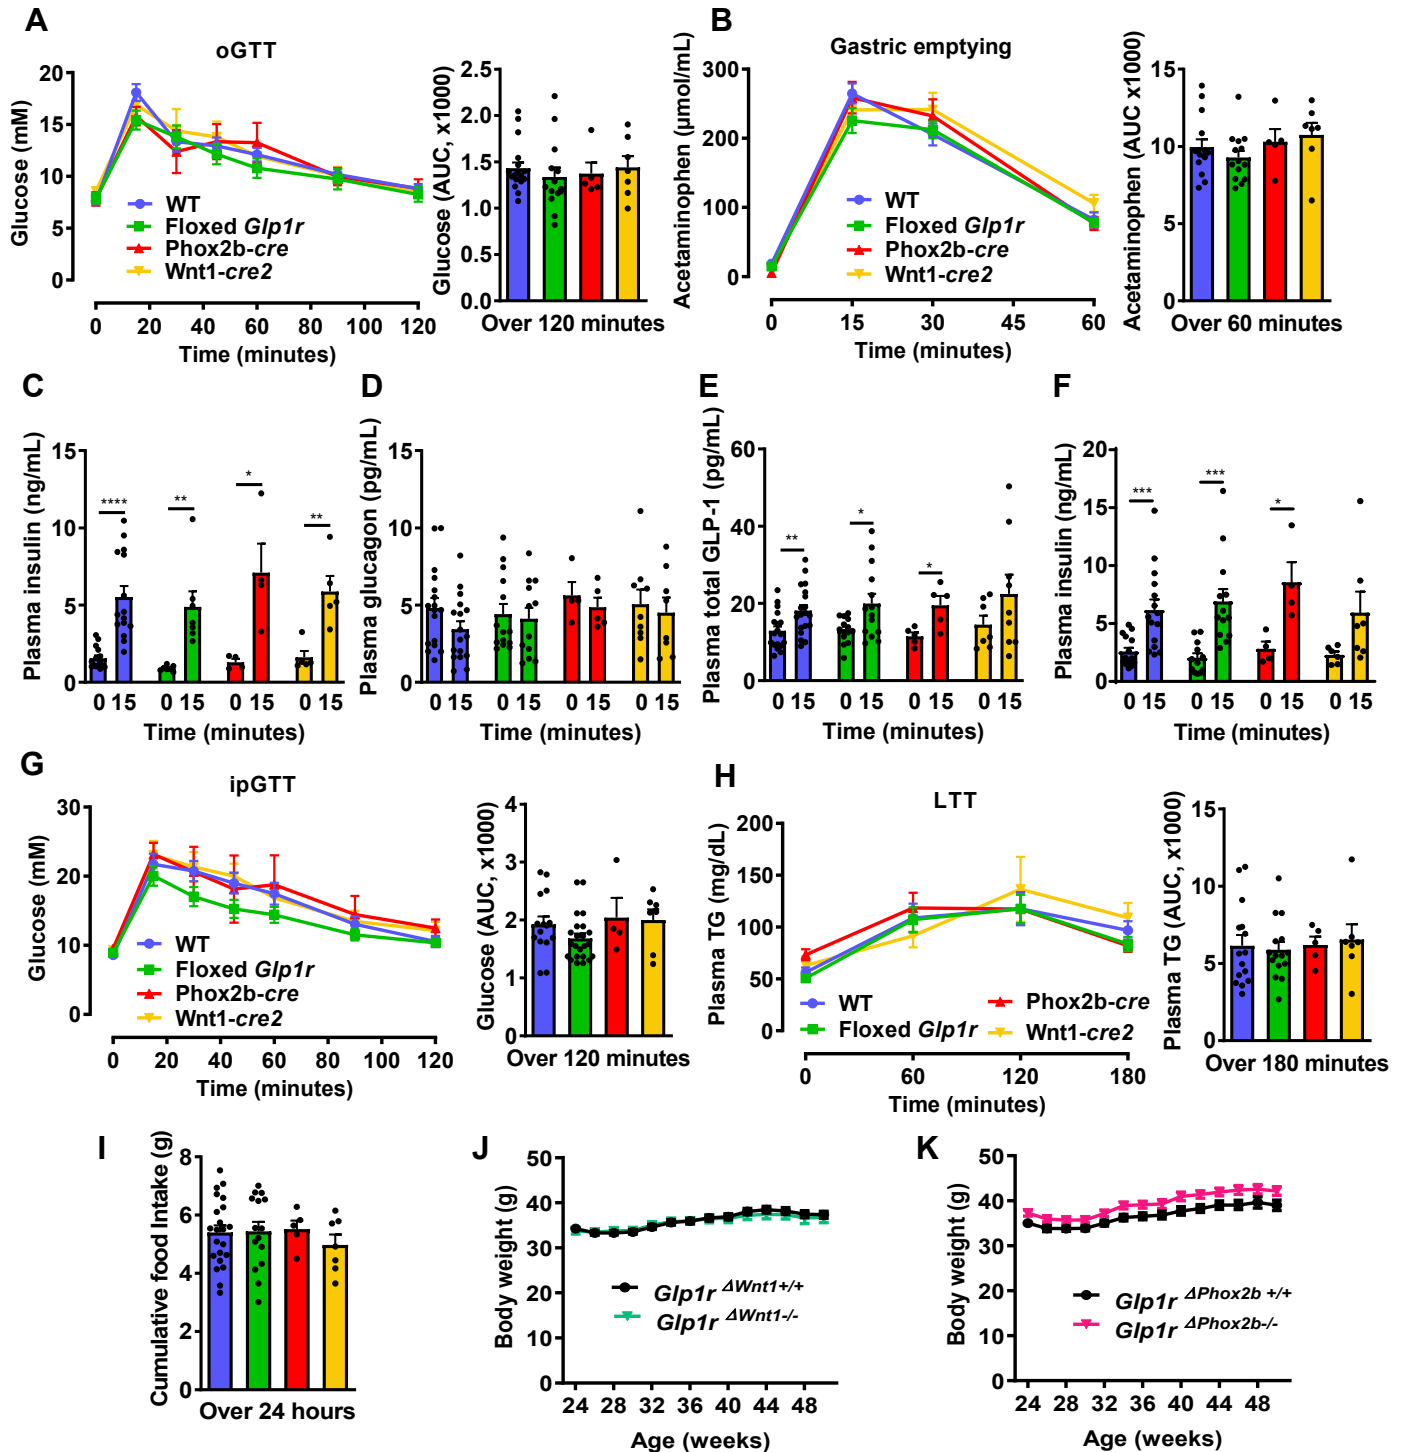 A
oGTT
Glucose (mM)
20
15
10
5
0
WT
Floxed Glp1r
Phox2b-cre
Wnt1-cre2
0 20 40 60 80 100 120
Time (minutes)
Glucose (AUC, x1000)
2.5
2.0
1.5
1.0
0.5
0.0
Over 120 minutes
B
Gastric emptying
Acetaminophen (µmol/mL)
300
200
100
0
WT
Floxed Glp1r
Phox2b-cre
Wnt1-cre2
0 15 30 45 60
Time (minutes)
Acetaminophen (AUC x1000)
15
10
5
0
Over 60 minutes
C
Plasma insulin (ng/mL)
15
10
5
0
**** ** * **
0 15 0 15 0 15 0 15
Time (minutes)
D
Plasma glucagon (pg/mL)
15
10
5
0
0 15 0 15 0 15 0 15
Time (minutes)
E
Plasma total GLP-1 (pg/mL)
60
40
20
0
** * *
0 15 0 15 0 15 0 15
Time (minutes)
F
Plasma insulin (ng/mL)
20
15
10
5
0
*** *** *
0 15 0 15 0 15 0 15
Time (minutes)
G
ipGTT
Glucose (mM)
30
20
10
0
WT
Floxed Glp1r
Phox2b-cre
Wnt1-cre2
0 20 40 60 80 100 120
Time (minutes)
Glucose (AUC, x1000)
4
3
2
1
0
Over 120 minutes
H
LTT
Plasma TG (mg/dL)
200
150
100
50
0
WT
Floxed Glp1r
Phox2b-cre
Wnt1-cre2
0 60 120 180
Time (minutes)
Plasma TG (AUC, x1000)
15
10
5
0
Over 180 minutes
I
Cumulative food Intake (g)
8
6
4
2
0
Over 24 hours
J
Body weight (g)
50
40
30
20
10
0
Glp1r ΔWnt1+/+
Glp1r ΔWnt1-/-
24 28 32 36 40 44 48
Age (weeks)
K
Body weight (g)
50
40
30
20
10
0
Glp1r ΔPhox2b +/+
Glp1r ΔPhox2b-/-
24 28 32 36 40 44 48
Age (weeks)